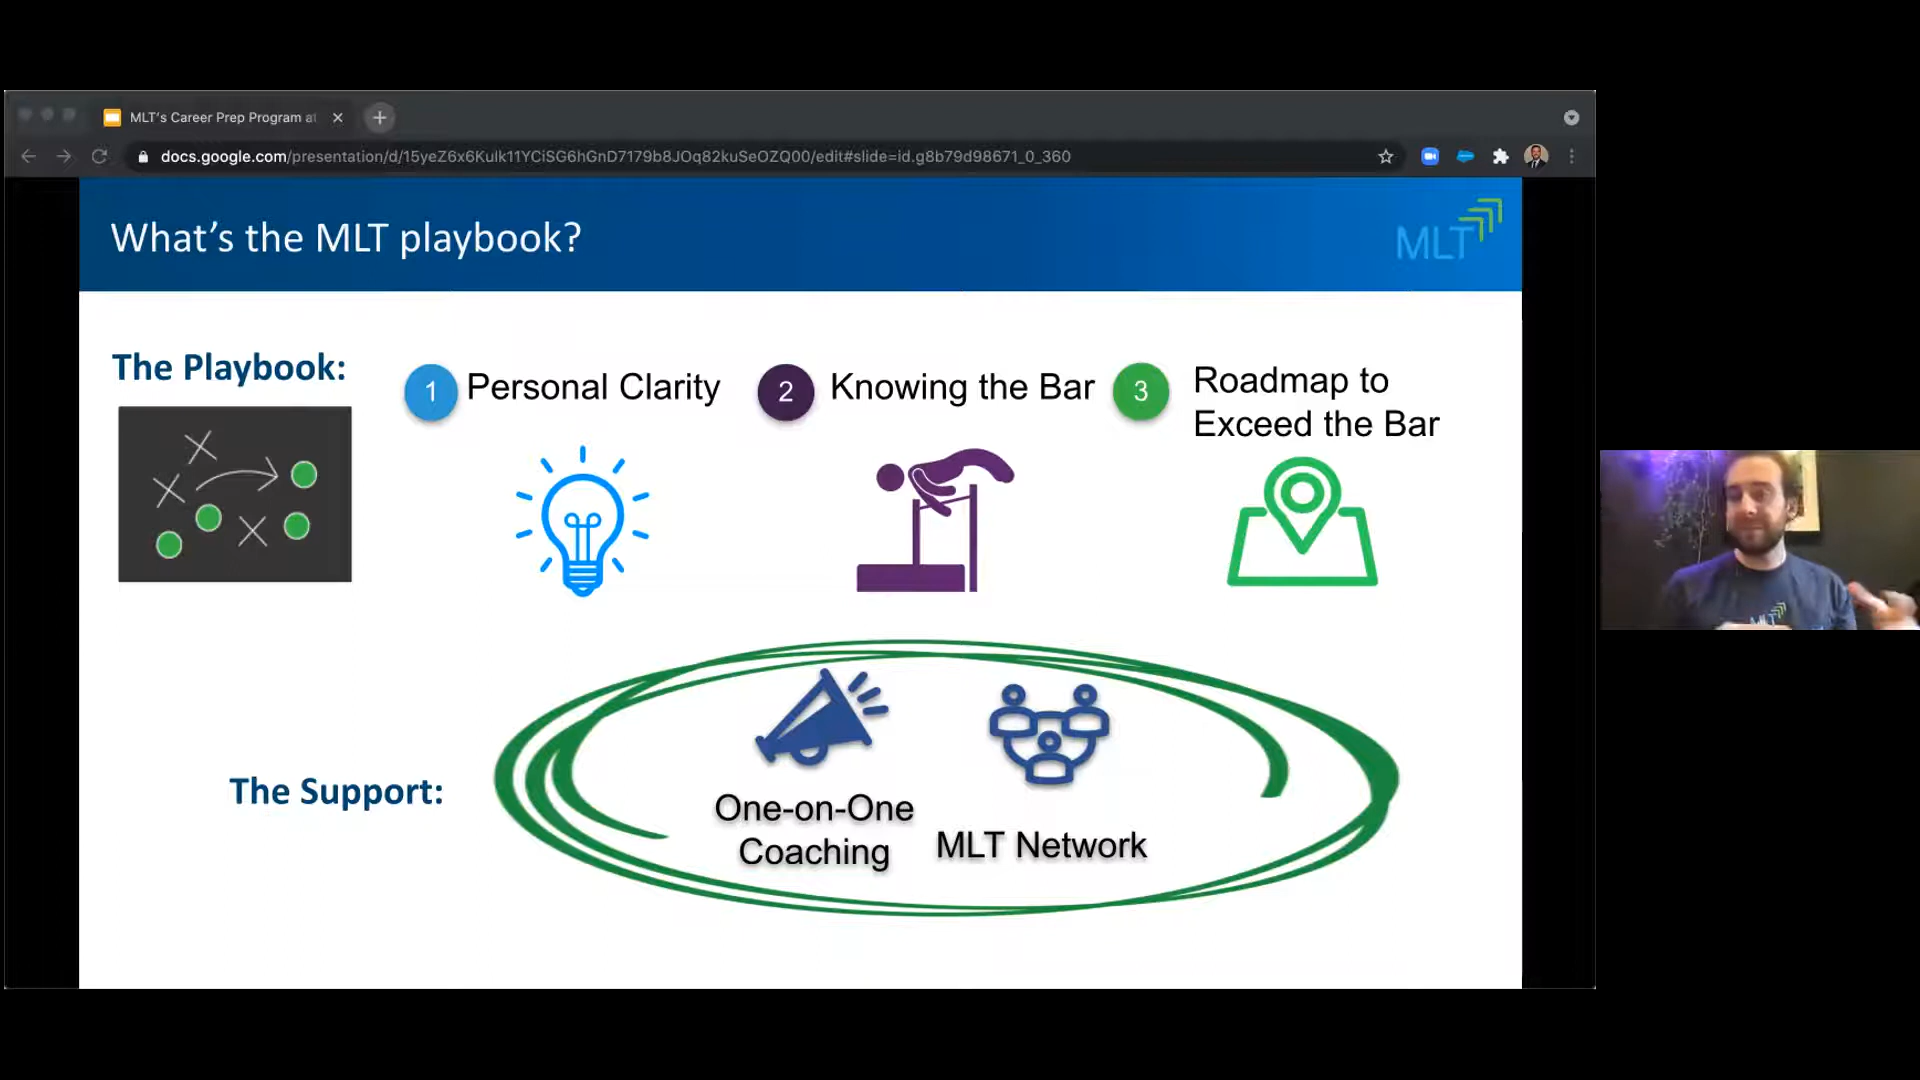 MLT's Career Prep Program at
docs.google.com/presentation/d/15yeZ6x6KuIk11YCiSG6hGnD7179b8JOq82kuSeOZQ00/edit#slide=id.g8b79d98671_0_360
What's the MLT playbook?
MLT
The Playbook:
1 Personal Clarity
2 Knowing the Bar
3 Roadmap to
Exceed the Bar
The Support:
One-on-One
Coaching
MLT Network
MLT